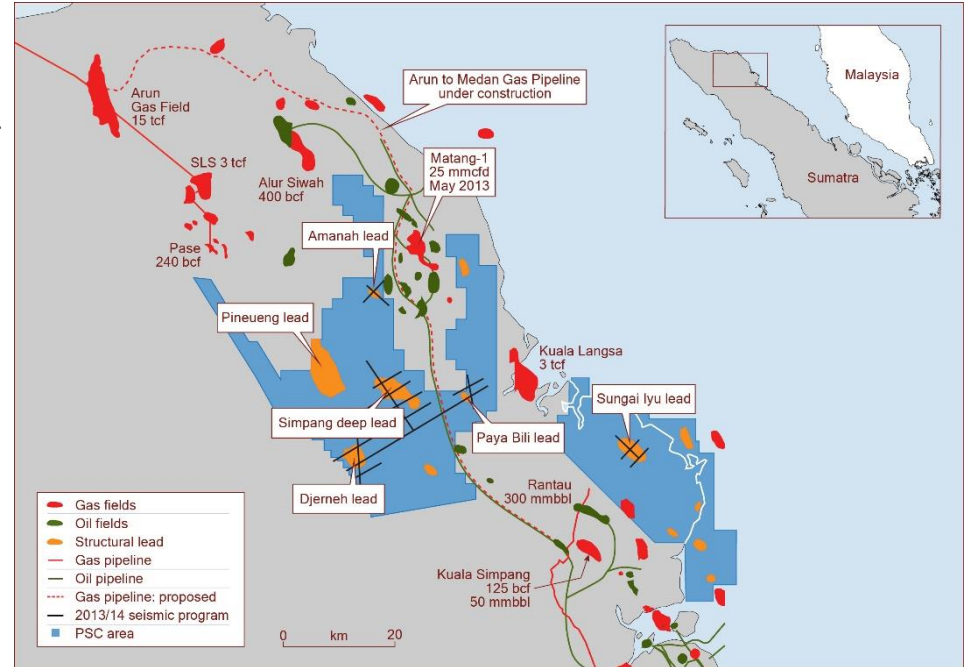 Arun
Gas Field
15 tcf
SLS 3 tcf
Pase
240 bcf
Alur Siwah
400 bcf
Arun to Medan Gas Pipeline
under construction
Matang-1
25 mmcfd
May 2013
Amanah lead
Pineueng lead
Simpang deep lead
Djerneh lead
Paya Bili lead
Kuala Langsa
3 tcf
Sungai Iyu lead
Rantau
300 mmbbl
Kuala Simpang
125 bcf
50 mmbbl
Malaysia
Sumatra
Gas fields
Oil fields
Structural lead
Gas pipeline
Oil pipeline
Gas pipeline: proposed
2013/14 seismic program
PSC area
0 km 20